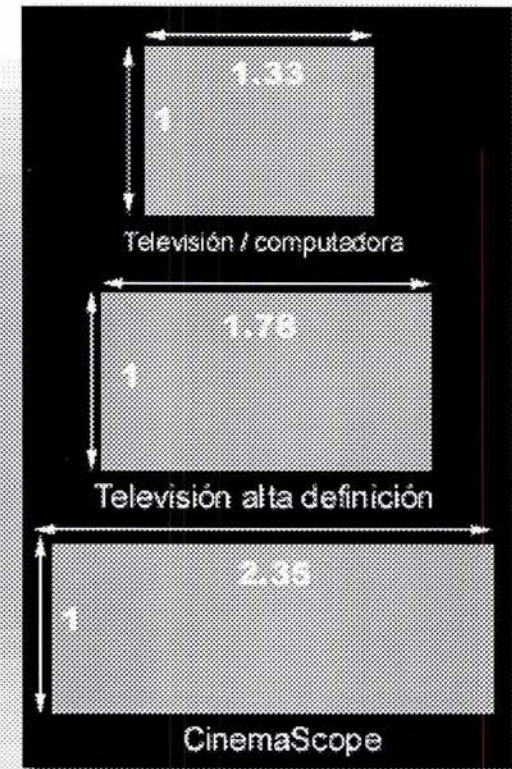 1.33
1
Televisión / computadora
1.78
1
Televisión alta definición
2.35
1
CinemaScope